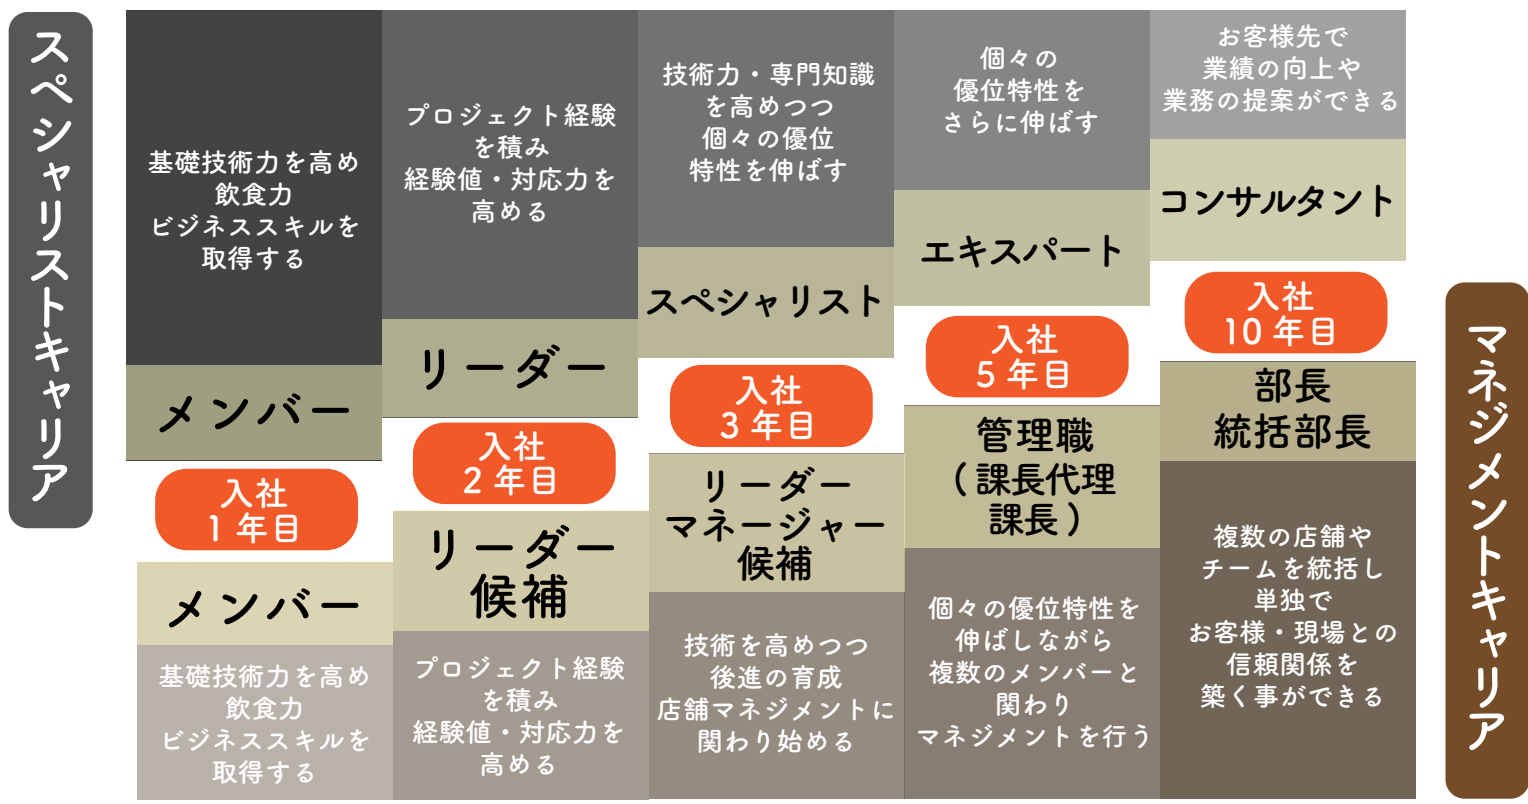 スペシャリストキャリア
基礎技術力を高め
飲食力
ビジネススキルを
取得する
メンバー
プロジェクト経験
を積み
経験値・対応力を
高める
リーダー
技術力・専門知識
を高めつつ
個々の優位
特性を伸ばす
スペシャリスト
個々の
優位特性を
さらに伸ばす
エキスパート
お客様先で
業績の向上や
業務の提案ができる
コンサルタント
入社
1年目
入社
2年目
入社
3年目
入社
5年目
入社
10年目
メンバー
基礎技術力を高め
飲食力
ビジネススキルを
取得する
リーダー
候補
プロジェクト経験
を積み
経験値・対応力を
高める
リーダー
マネージャー
候補
技術を高めつつ
後進の育成
店舗マネジメントに
関わり始める
管理職
(課長代理
課長)
個々の優位特性を
伸ばしながら
複数のメンバーと
関わり
マネジメントを行う
部長
統括部長
複数の店舗や
チームを統括し
単独で
お客様・現場との
信頼関係を
築く事ができる
マネジメントキャリア